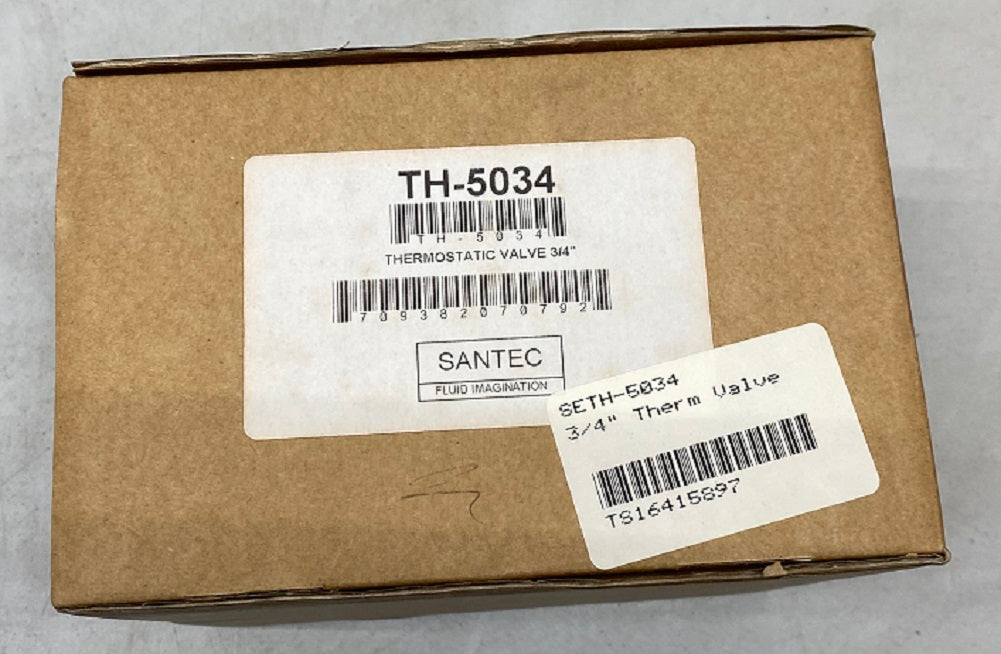 TH-5034
TH-5034
THERMOSTATIC VALVE 3/4"
709382070792
SANTEC
FLUID IMAGINATION
SETH-5034
3/4" Therm Valve
TS16415897